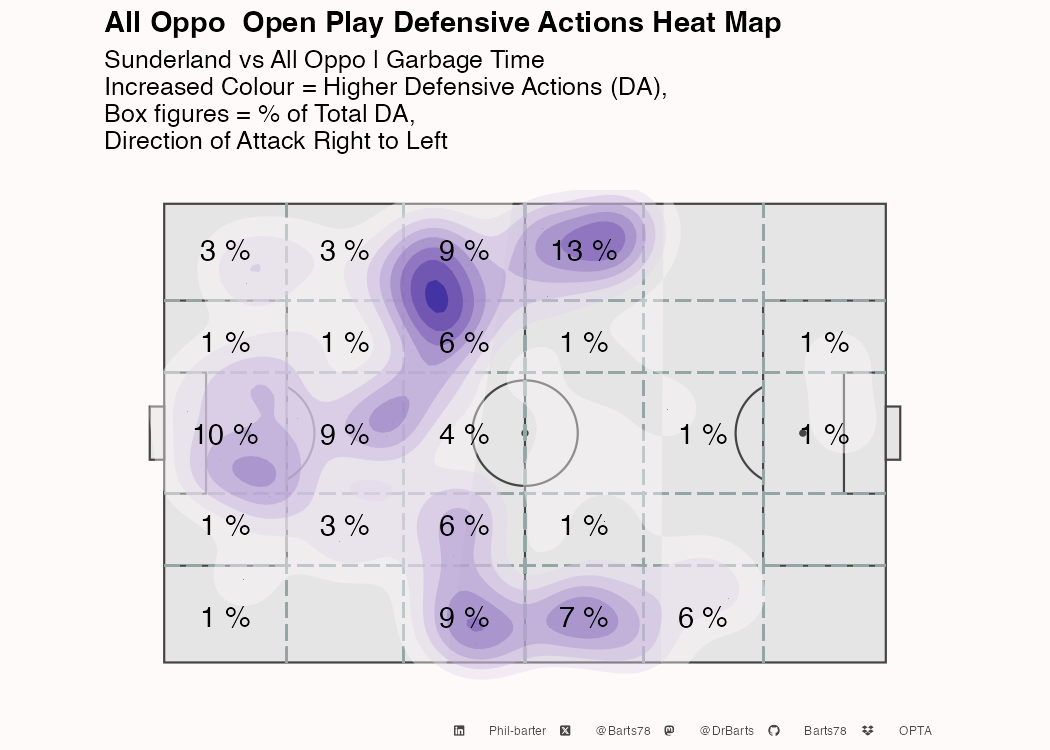 All Oppo  Open Play Defensive Actions Heat Map
Sunderland vs All Oppo | Garbage Time
Increased Colour = Higher Defensive Actions (DA),
Box figures = % of Total DA,
Direction of Attack Right to Left
3 % 3 % 9 % 13 %
1 % 1 % 6 % 1 % 1 %
10 % 9 % 4 % 1 % 1 %
1 % 3 % 6 % 1 %
1 % 9 % 7 % 6 %
Phil-barter @Barts78 @DrBarts Barts78 OPTA